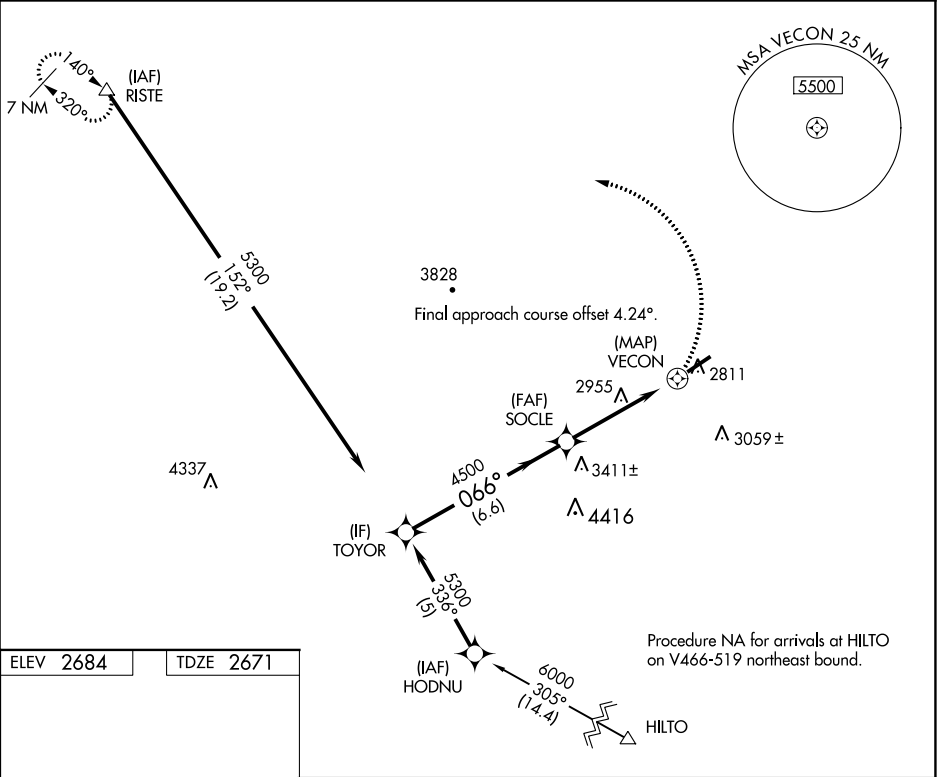 MSA VECON 25 NM
5500
140°
320°
7 NM
(IAF)
RISTE
5300
152°
(19.2)
3828
Final approach course offset 4.24°.
(MAP)
VECON
2811
2955
(FAF)
SOCLE
3059 ±
3411±
4416
4337
4500
066°
(6.6)
(IF)
TOYOR
5300
336°
(5)
(IAF)
HODNU
6000
305°
(14.4)
HILTO
Procedure NA for arrivals at HILTO
on V466-519 northeast bound.
ELEV 2684
TDZE 2671